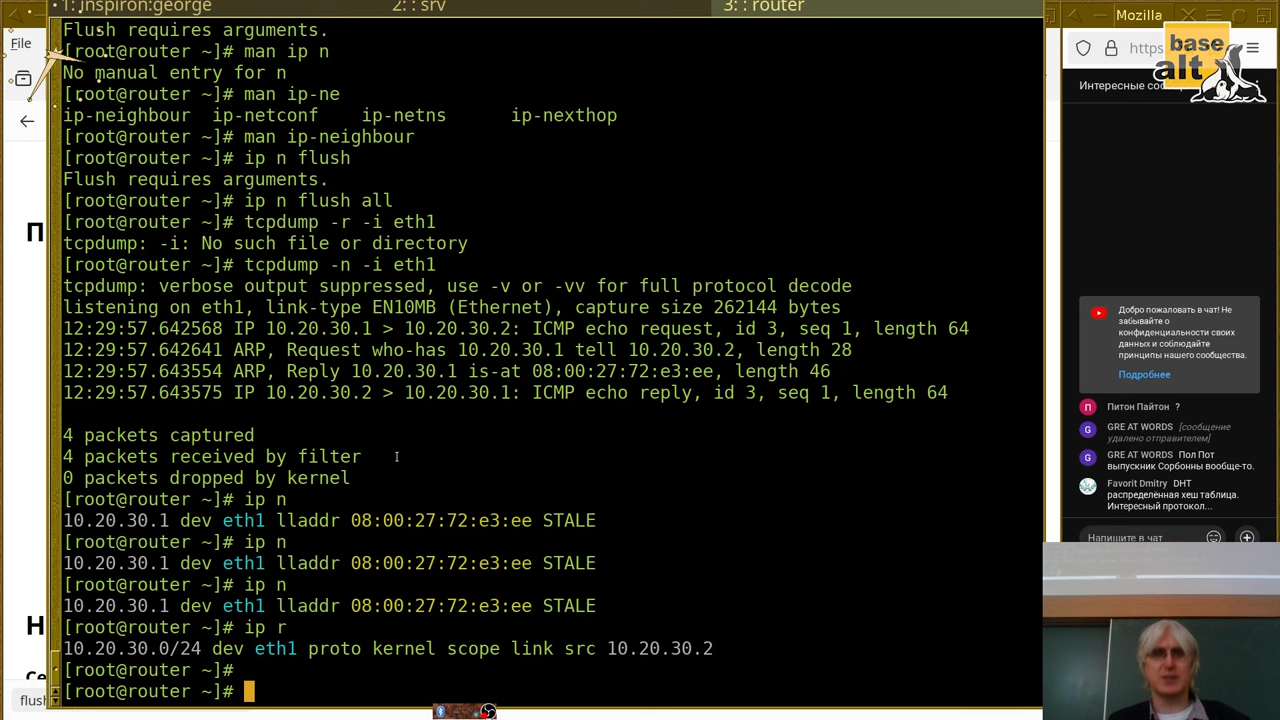 1: inspiron:george
2: : srv
3: : router
Flush requires arguments.
[root@router ~]# man ip n
No manual entry for n
[root@router ~]# man ip-ne
ip-neighbour  ip-netconf    ip-netns      ip-nexthop
[root@router ~]# man ip-neighbour
[root@router ~]# ip n flush
Flush requires arguments.
[root@router ~]# ip n flush all
[root@router ~]# tcpdump -r -i eth1
tcpdump: -i: No such file or directory
[root@router ~]# tcpdump -n -i eth1
tcpdump: verbose output suppressed, use -v or -vv for full protocol decode
listening on eth1, link-type EN10MB (Ethernet), capture size 262144 bytes
12:29:57.642568 IP 10.20.30.1 > 10.20.30.2: ICMP echo request, id 3, seq 1, length 64
12:29:57.642641 ARP, Request who-has 10.20.30.1 tell 10.20.30.2, length 28
12:29:57.643554 ARP, Reply 10.20.30.1 is-at 08:00:27:72:e3:ee, length 46
12:29:57.643575 IP 10.20.30.2 > 10.20.30.1: ICMP echo reply, id 3, seq 1, length 64
4 packets captured
4 packets received by filter
0 packets dropped by kernel
[root@router ~]# ip n
10.20.30.1 dev eth1 lladdr 08:00:27:72:e3:ee STALE
[root@router ~]# ip n
10.20.30.1 dev eth1 lladdr 08:00:27:72:e3:ee STALE
[root@router ~]# ip n
10.20.30.1 dev eth1 lladdr 08:00:27:72:e3:ee STALE
[root@router ~]# ip r
10.20.30.0/24 dev eth1 proto kernel scope link src 10.20.30.2
[root@router ~]#
[root@router ~]#
File
П
Н
Се
flush
Mozilla
https
base
alt
Интересные со
Добро пожаловать в чат! Не
забывайте о
конфиденциальности своих
данных и соблюдайте
принципы нашего сообщества.
Подробнее
П Питон Пайтон ?
G GRE AT WORDS [сообщение
удалено отправителем]
G GRE AT WORDS Пол Пот
выпускник Сорбонны вообще-то.
Favorit Dmitry DHT
распределённая хеш таблица.
Интересный протокол...
Напишите в чат